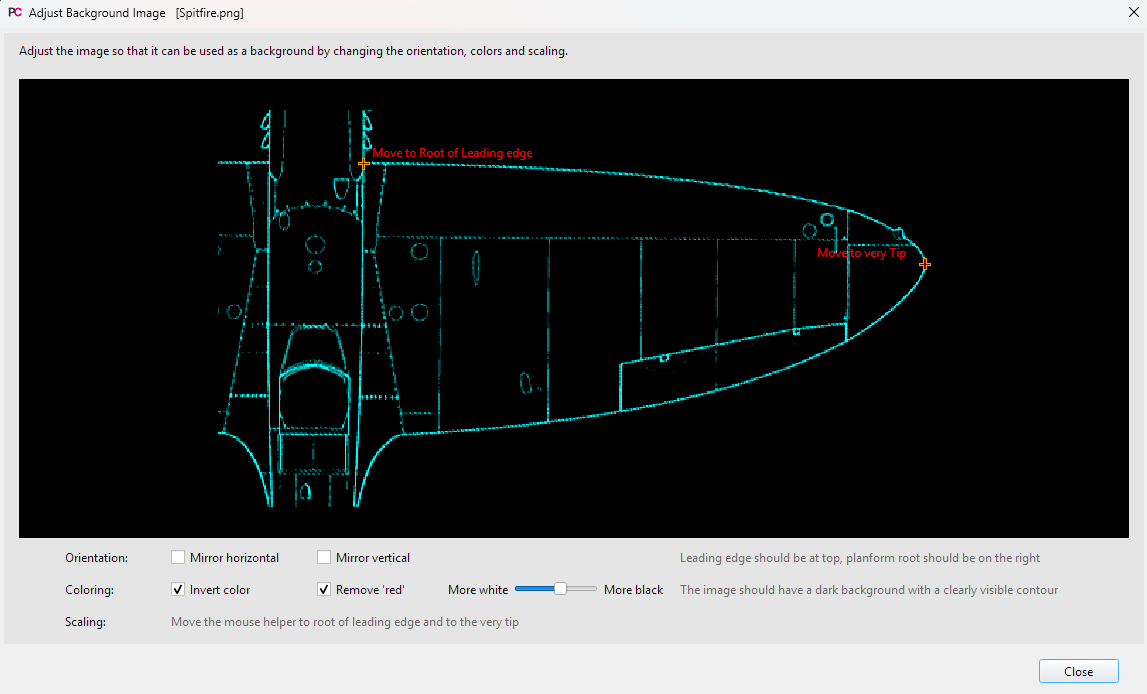 PC Adjust Background Image [Spitfire.png]
Adjust the image so that it can be used as a background by changing the orientation, colors and scaling.
Move to Root of Leading edge
Move to very Tip
Orientation: Mirror horizontal Mirror vertical Leading edge should be at top, planform root should be on the right
Coloring: Invert color Remove 'red' More white More black The image should have a dark background with a clearly visible contour
Scaling: Move the mouse helper to root of leading edge and to the very tip
Close